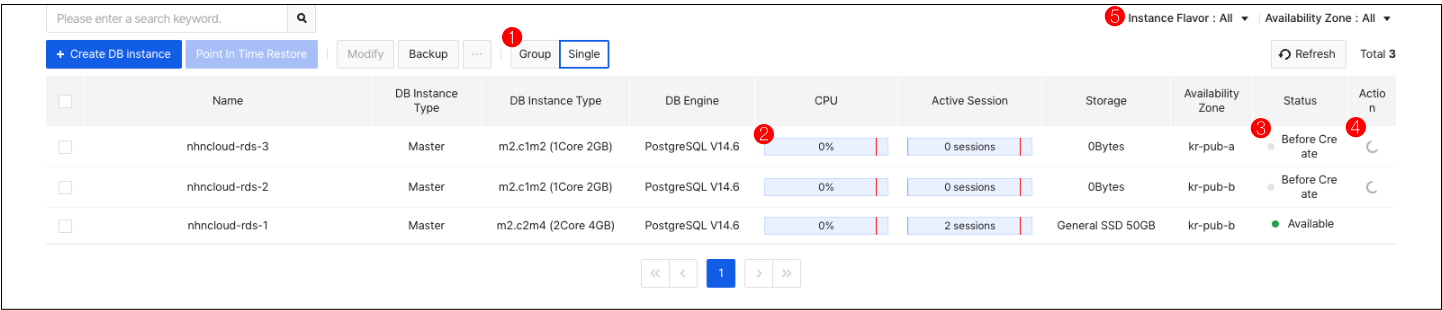 Please enter a search keyword.
5 Instance Flavor : All Availability Zone : All
1
+ Create DB instance Point In Time Restore Modify Backup ··· Group Single Refresh Total 3
Name DB Instance Type DB Instance Type DB Engine CPU Active Session Storage Availability Zone Status Actio
n
2 3 4
nhncloud-rds-3 Master m2.c1m2 (1Core 2GB) PostgreSQL V14.6 0% 0 sessions 0Bytes kr-pub-a Before Cre
ate
nhncloud-rds-2 Master m2.c1m2 (1Core 2GB) PostgreSQL V14.6 0% 0 sessions 0Bytes kr-pub-b Before Cre
ate
nhncloud-rds-1 Master m2.c2m4 (2Core 4GB) PostgreSQL V14.6 0% 2 sessions General SSD 50GB kr-pub-b Available
« ‹ 1 › »